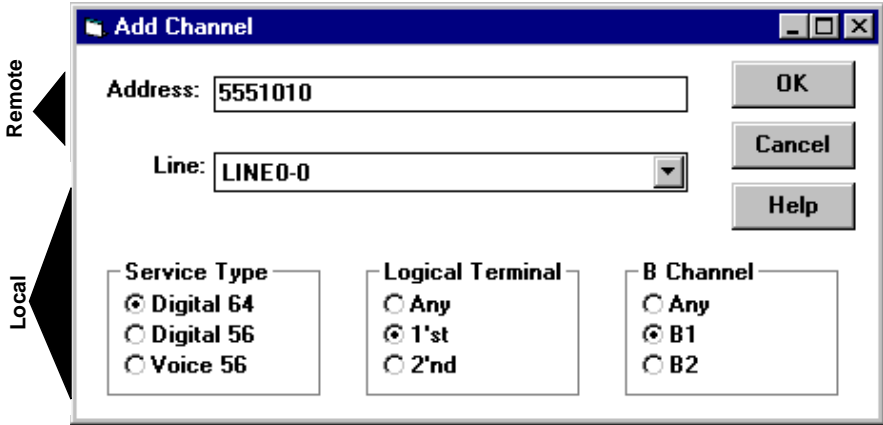 Add Channel
Remote
Address: 5551010
OK
Line: LINE0-0
Cancel
Help
Local
Service Type
Digital 64
Digital 56
Voice 56
Logical Terminal
Any
1'st
2'nd
B Channel
Any
B1
B2